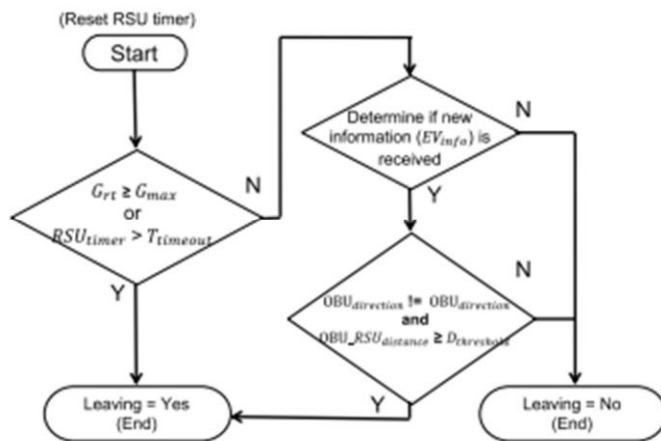 (Reset RSU timer)
Start
G_rt ≥ G_max
or
RSU_timer > T_timeout
N
Y
Determine if new
information (EV_info) is
received
N
Y
OBU_direction != OBU_direction
and
OBU_RSU_distance ≥ D_threshold
N
Y
Leaving = Yes
(End)
Leaving = No
(End)